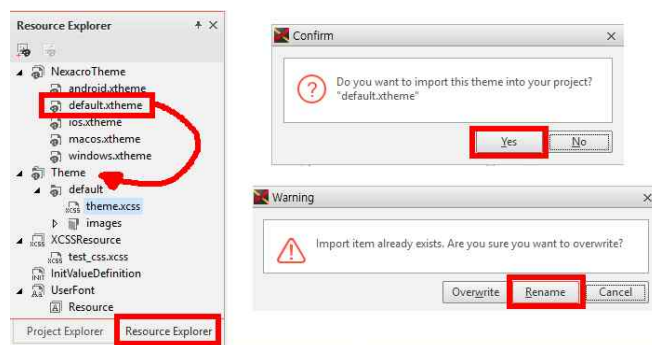 Resource Explorer
NexacroTheme
android.xtheme
default.xtheme
ios.xtheme
macos.xtheme
windows.xtheme
Theme
default
theme.xcss
images
XCSSResource
test_css.xcss
InitValueDefinition
UserFont
Resource
Project Explorer
Resource Explorer
Confirm
Do you want to import this theme into your project?
"default.xtheme"
Yes
No
Warning
Import item already exists. Are you sure you want to overwrite?
Overwrite
Rename
Cancel